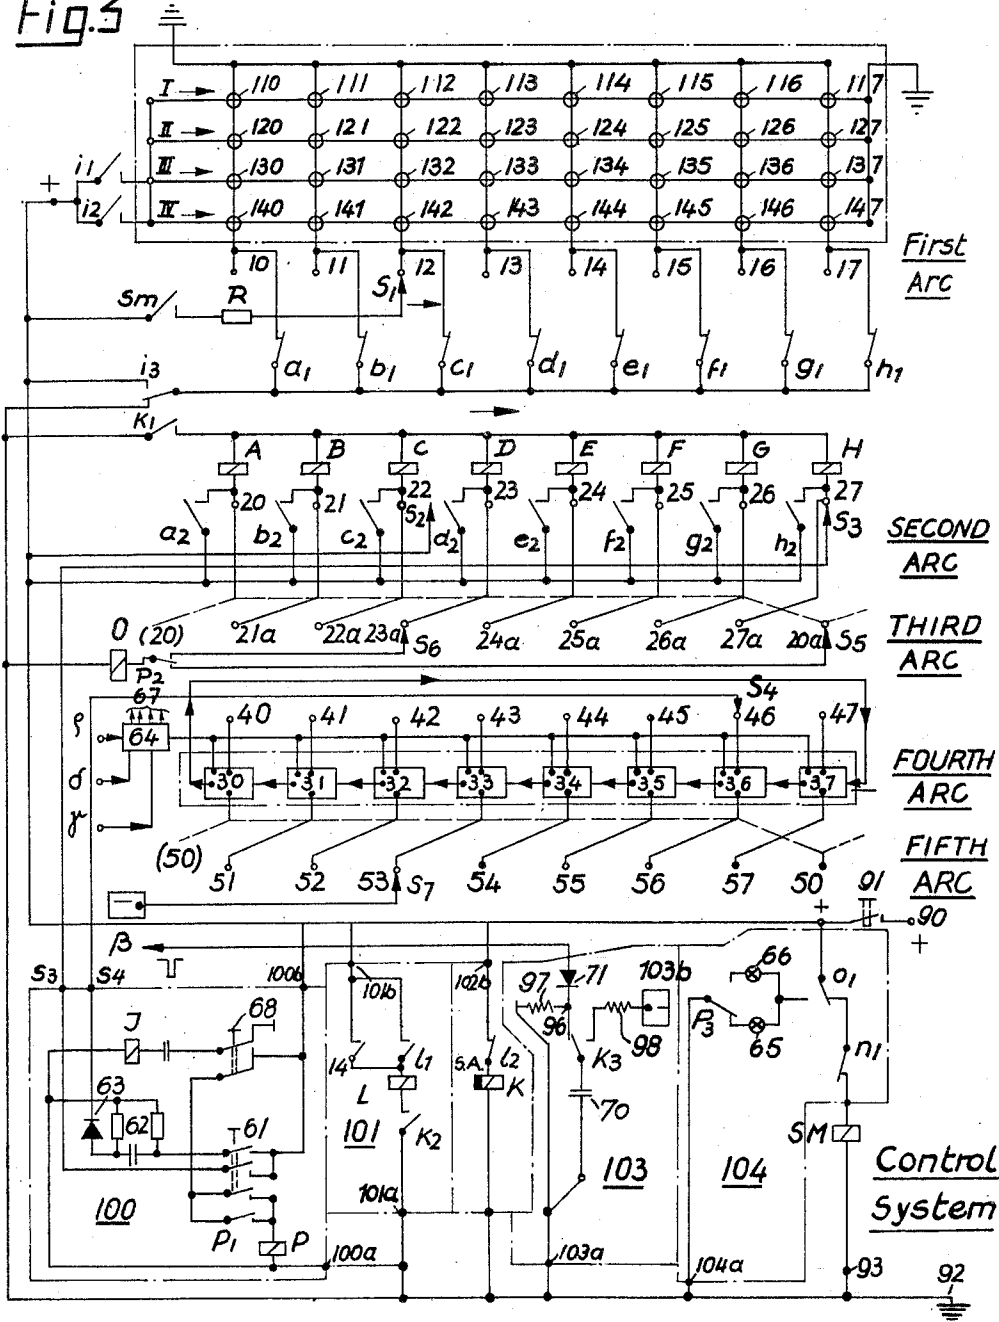 Fig.3
I 110 111 112 113 114 115 116 117
II 120 121 122 123 124 125 126 127
i1 III 130 131 132 133 134 135 136 137
+ i2 IV 140 141 142 143 144 145 146 147
First
Arc
10 11 S1 12 13 14 15 16 17
Sm R
i3 a1 b1 c1 d1 e1 f1 g1 h1
K1
A B C D E F G H
20 21 22 23 24 25 26 27
a2 b2 c2 S2 d2 e2 f2 g2 h2 S3
SECOND
ARC
O (20) 21a 22a 23a S6 24a 25a 26a 27a 20a S5
THIRD
ARC
P2
67 S4
ρ 64 40 41 42 43 44 45 46 47
σ 30 31 32 33 34 35 36 37
γ
FOURTH
ARC
(50) 51 52 53 S7 54 55 56 57 50 91
FIFTH
ARC
−
+ 90
+
β
S3 S4 100b 101b 102b 97 71 103b 66 o1
J 68 96 98 P3 65 n1
14 l1 S.A. l2 K3
63 L K 70 SM
62 61 101 K2 103 104
Control
System
100 101a
P1 P 100a 103a 104a 93 92